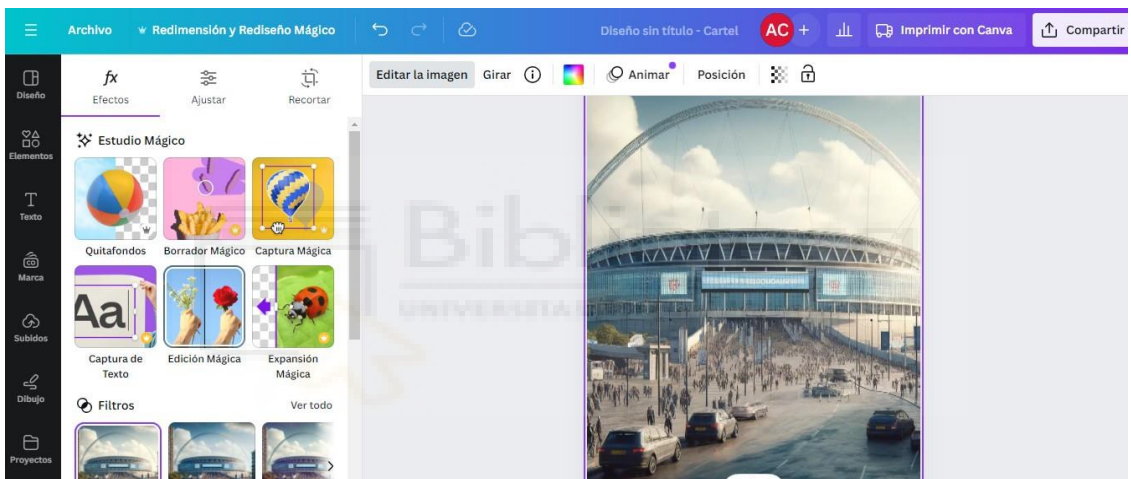 Archivo
Redimensión y Rediseño Mágico
Diseño sin título - Cartel
AC
+
Imprimir con Canva
Compartir
Diseño
Elementos
Texto
Marca
Subidos
Dibujo
Proyectos
fx
Efectos
Ajustar
Recortar
Editar la imagen
Girar
Animar
Posición
Estudio Mágico
Quitafondos
Borrador Mágico
Captura Mágica
Aa
Captura de
Texto
Edición Mágica
Expansión
Mágica
Filtros
Ver todo
Bibli